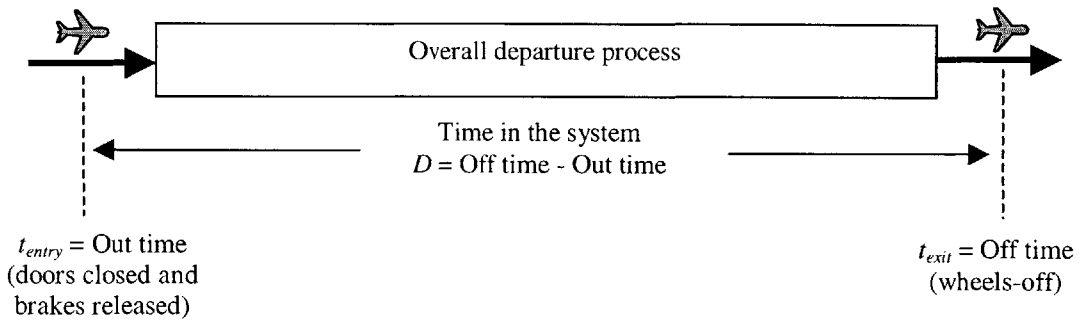 Overall departure process
Time in the system
D = Off time - Out time
t_entry = Out time
(doors closed and
brakes released)
t_exit = Off time
(wheels-off)